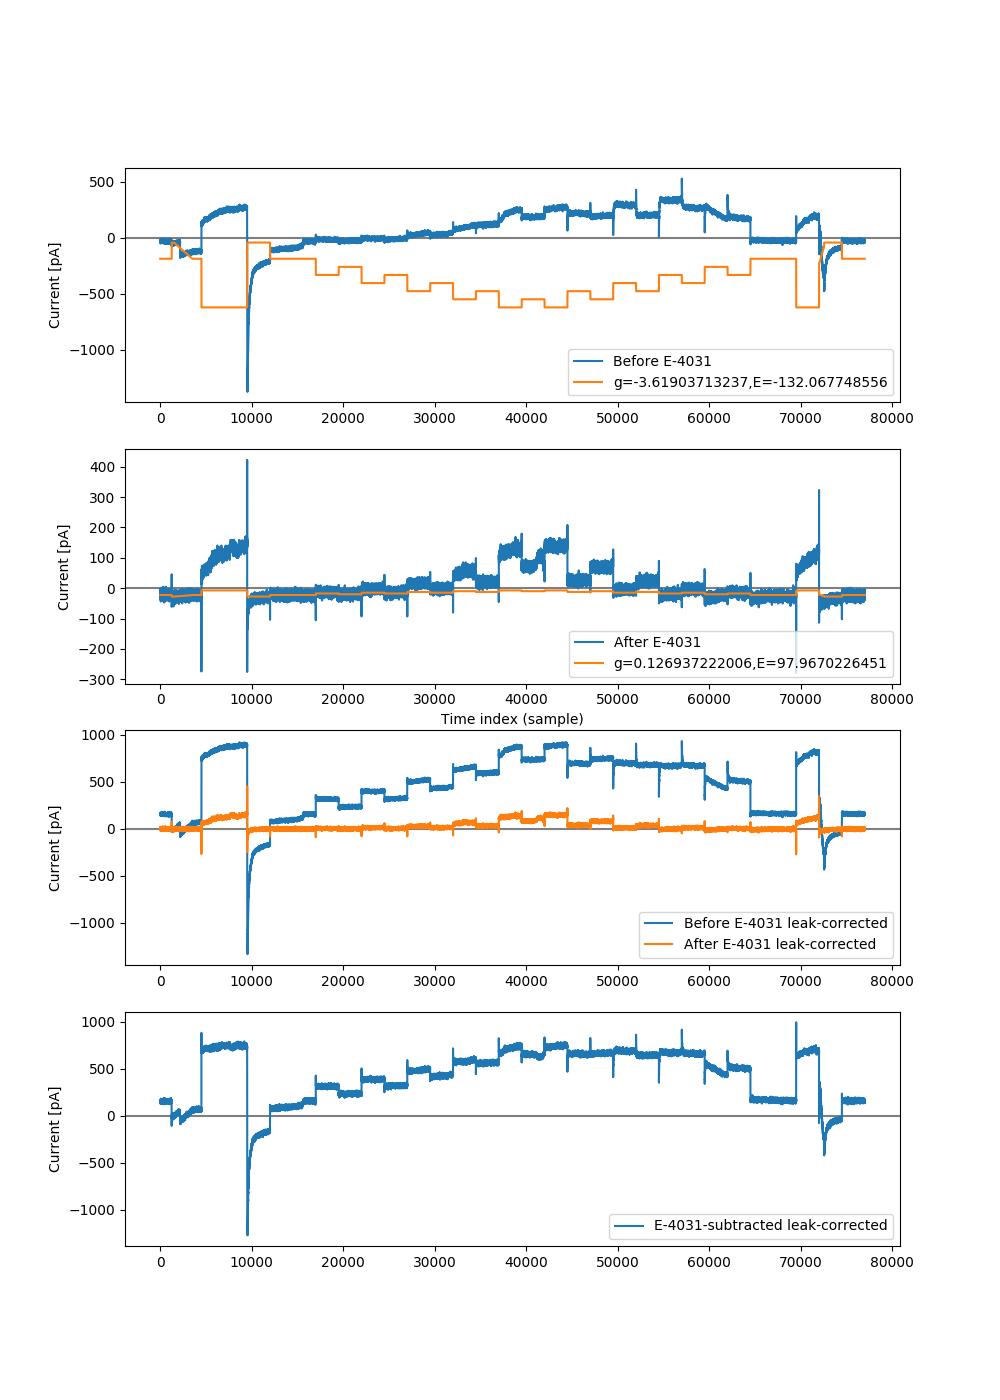 500
0
−500
−1000
Current [pA]
Before E-4031
g=-3.61903713237,E=-132.067748556
0 10000 20000 30000 40000 50000 60000 70000 80000
400
300
200
100
0
−100
−200
−300
Current [pA]
After E-4031
g=0.126937222006,E=97.9670226451
0 10000 20000 30000 40000 50000 60000 70000 80000
Time index (sample)
1000
500
0
−500
−1000
Current [pA]
Before E-4031 leak-corrected
After E-4031 leak-corrected
0 10000 20000 30000 40000 50000 60000 70000 80000
1000
500
0
−500
−1000
Current [pA]
E-4031-subtracted leak-corrected
0 10000 20000 30000 40000 50000 60000 70000 80000